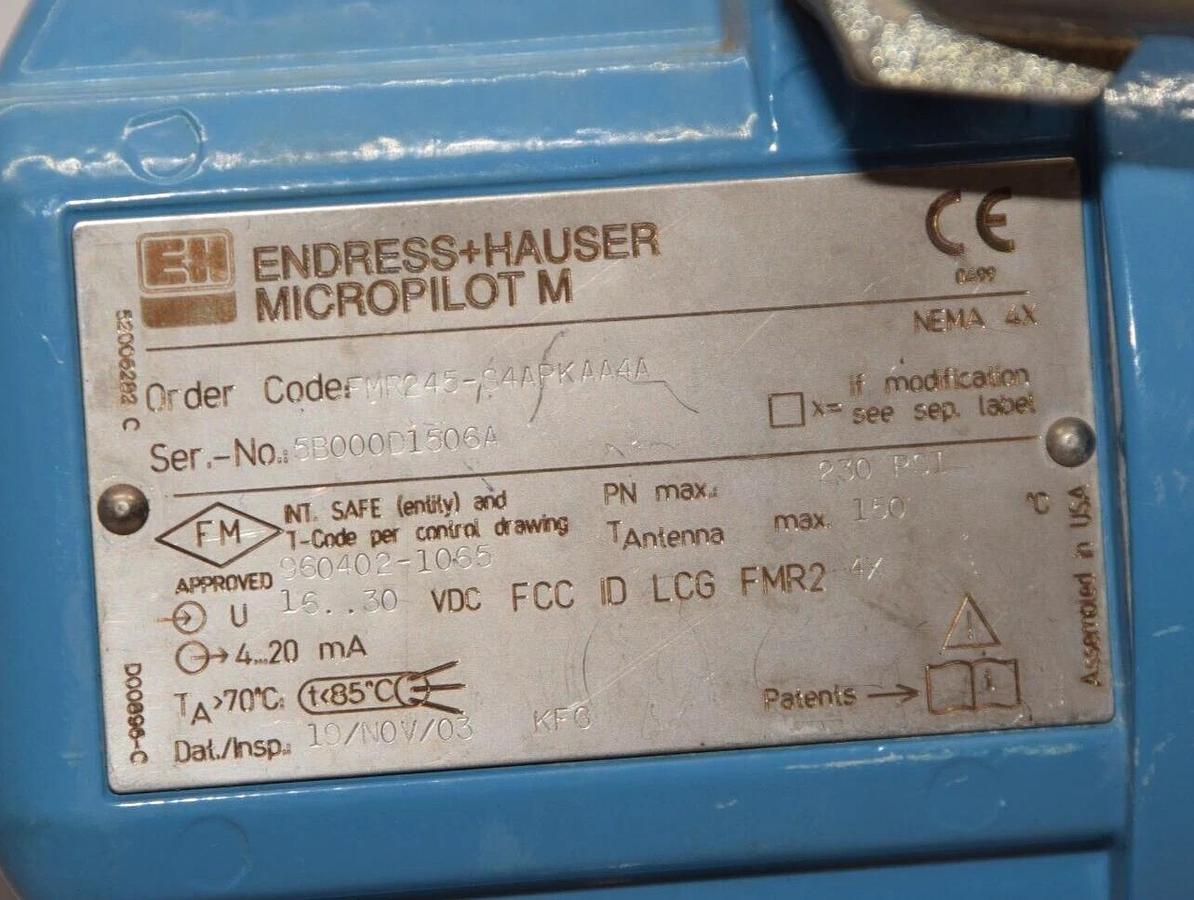 EH ENDRESS+HAUSER
MICROPILOT M
CE
0499
NEMA 4X
52006282 C
Order Code:
x= if modification
see sep. label
Ser.-No.: 5B000D1506A
FM
APPROVED
INT. SAFE (entity) and
T-Code per control drawing
960402-1065
PN max.: 230 PSI
TAntenna max. 150 °C
U 16..30 VDC FCC ID LCG FMR2 4X
4...20 mA
TA >70°C: t<85°C
Dat./Insp.: 19/NOV/03 KFG
Patents
i
Assembled in USA